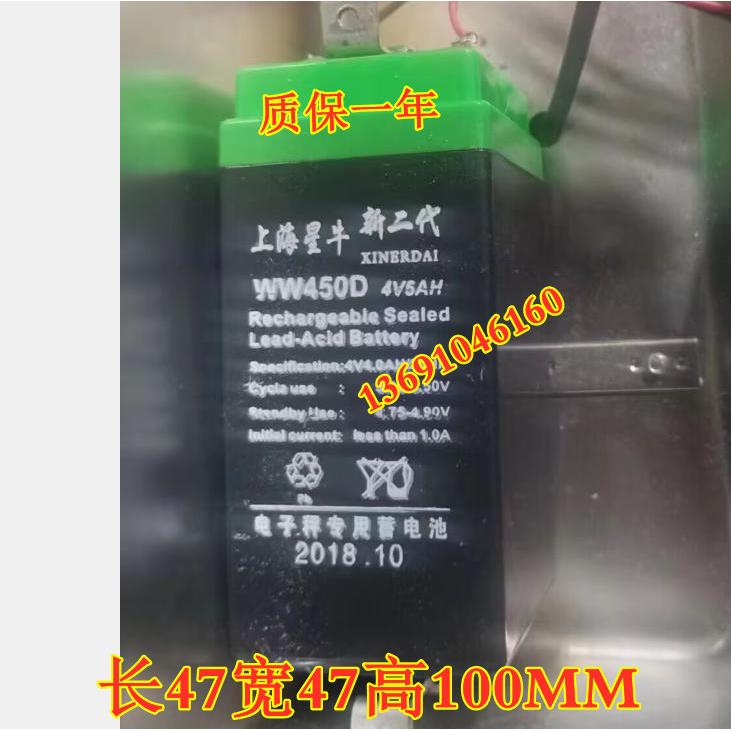 质保一年
上海星牛 新二代
XINERDAI
WW450D 4V5AH
Rechargeable Sealed
Lead-Acid Battery
Specification:4V4.0AH
Cycle use :
Standby Use : 4.75-4.90V
Initial current: less than 1.0A
13691046160
Pb
电子秤专用蓄电池
2018.10
长47宽47高100MM